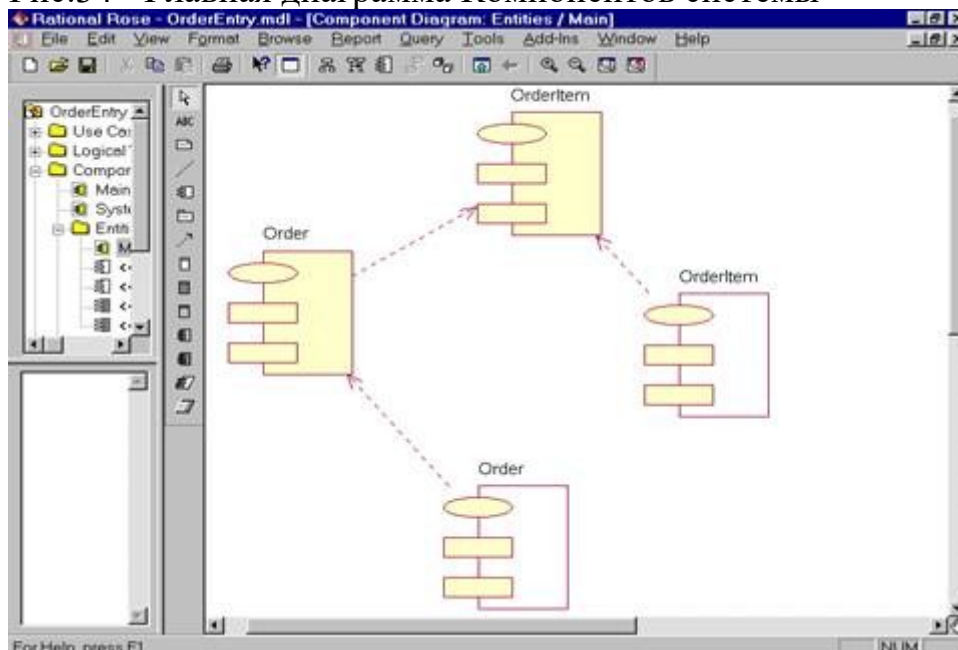 Рис.34 - Главная диаграмма Компонентов системы
Rational Rose - OrderEntry.mdl - [Component Diagram: Entities / Main]
File Edit View Format Browse Report Query Tools Add-Ins Window Help
ABC
OrderEntry
Use Ca
Logical
Compor
Main
Syst
Entiti
M
OrderItem
Order
OrderItem
Order
For Help, press F1
NUM